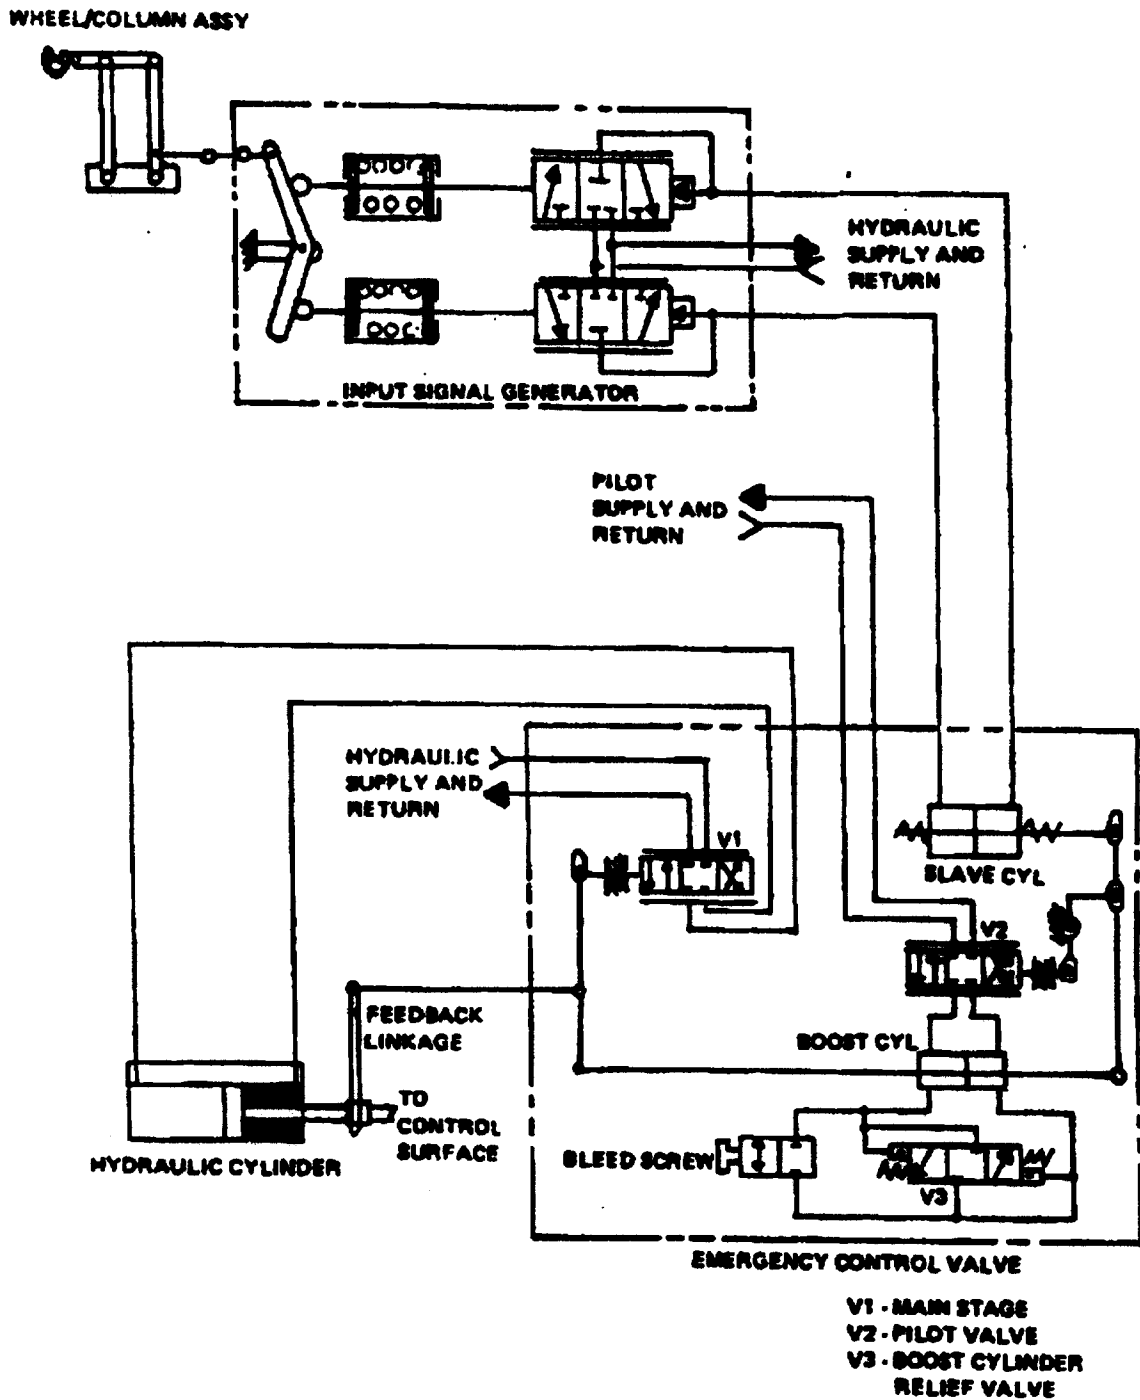 WHEEL/COLUMN ASSY
HYDRAULIC
SUPPLY AND
RETURN
INPUT SIGNAL GENERATOR
PILOT
SUPPLY AND
RETURN
HYDRAULIC
SUPPLY AND
RETURN
V1
SLAVE CYL
V2
FEEDBACK
LINKAGE
BOOST CYL
TO
CONTROL
SURFACE
HYDRAULIC CYLINDER
BLEED SCREW
V3
EMERGENCY CONTROL VALVE
V1 - MAIN STAGE
V2 - PILOT VALVE
V3 - BOOST CYLINDER
RELIEF VALVE